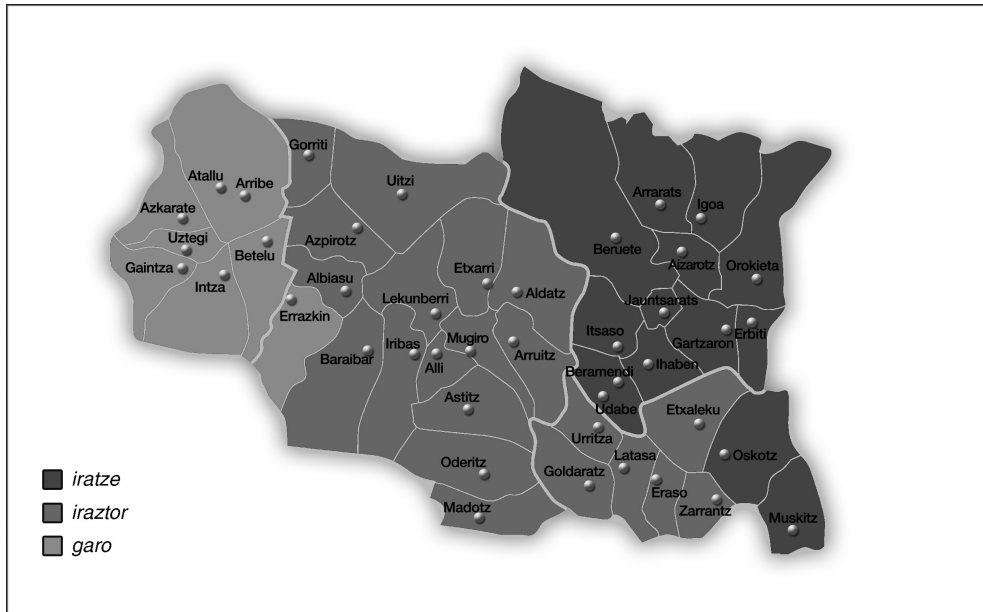 Gorriti
Atallu
Uitzi
Arribe
Arrarats
Igoa
Azkarate
Azpirotz
Uztegi
Betelu
Beruete
Gaintza
Etxarri
Aizarotz
Orokieta
Intza
Albiasu
Aldatz
Lekunberri
Jauntsarats
Errazkin
Itsaso
Gartzaron
Erbiti
Mugiro
Iribas
Baraibar
Arruitz
Alli
Ihaben
Beramendi
Astitz
Udabe
Etxaleku
Urritza
Latasa
Oskotz
Oderitz
Goldaratz
iratze
Eraso
Zarrantz
Madotz
iraztor
Muskitz
garo